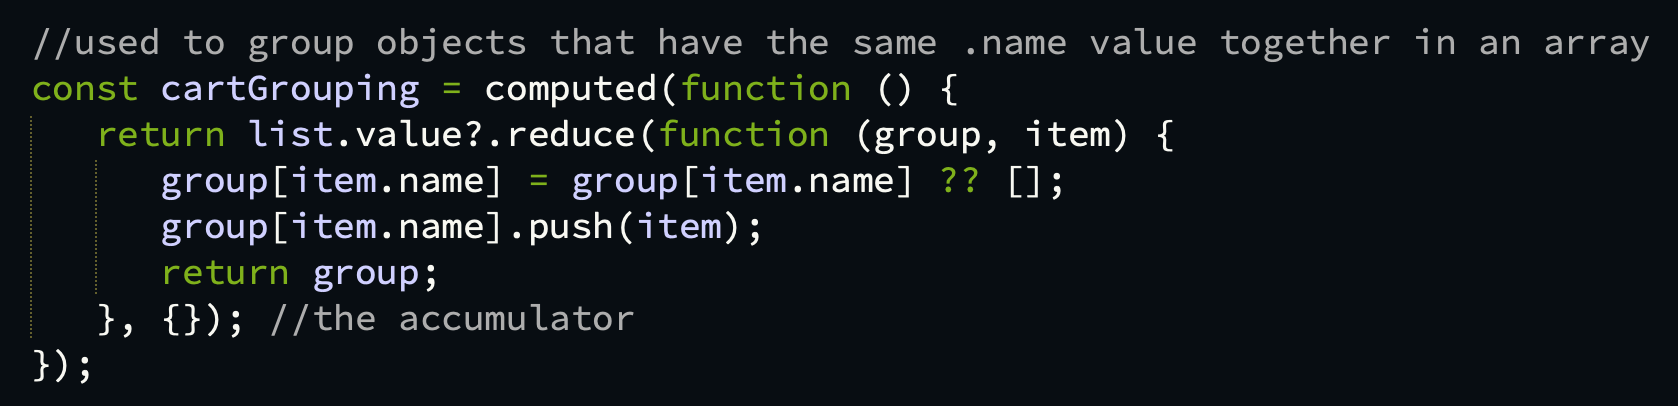 //used to group objects that have the same .name value together in an array
const cartGrouping = computed(function () {
   return list.value?.reduce(function (group, item) {
      group[item.name] = group[item.name] ?? [];
      group[item.name].push(item);
      return group;
   }, {}); //the accumulator
});